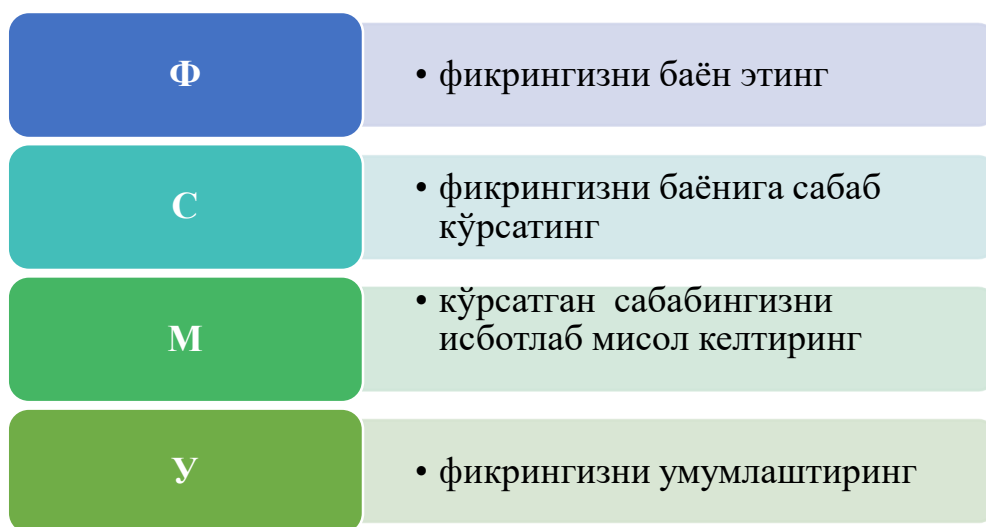 Ф
• фикрингизни баён этинг
С
• фикрингизни баёнига сабаб
кўрсатинг
М
• кўрсатган сабабингизни
исботлаб мисол келтиринг
У
• фикрингизни умумлаштиринг